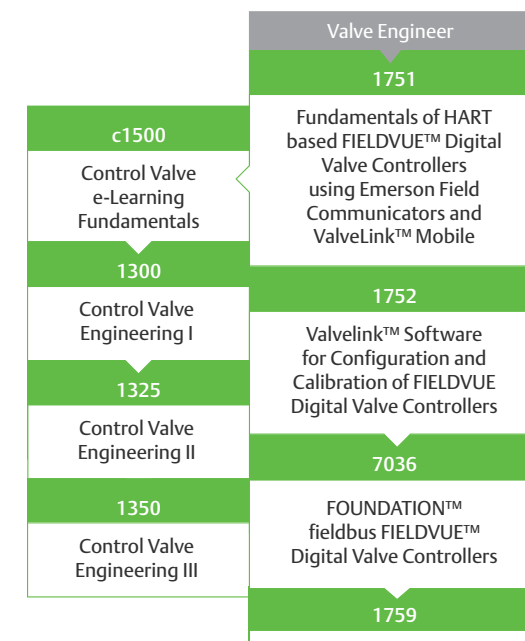 Valve Engineer
1751
Fundamentals of HART
based FIELDVUE™ Digital
Valve Controllers
using Emerson Field
Communicators and
ValveLink™ Mobile
1752
Valvelink™ Software
for Configuration and
Calibration of FIELDVUE
Digital Valve Controllers
7036
FOUNDATION™
fieldbus FIELDVUE™
Digital Valve Controllers
1759
c1500
Control Valve
e-Learning
Fundamentals
1300
Control Valve
Engineering I
1325
Control Valve
Engineering II
1350
Control Valve
Engineering III